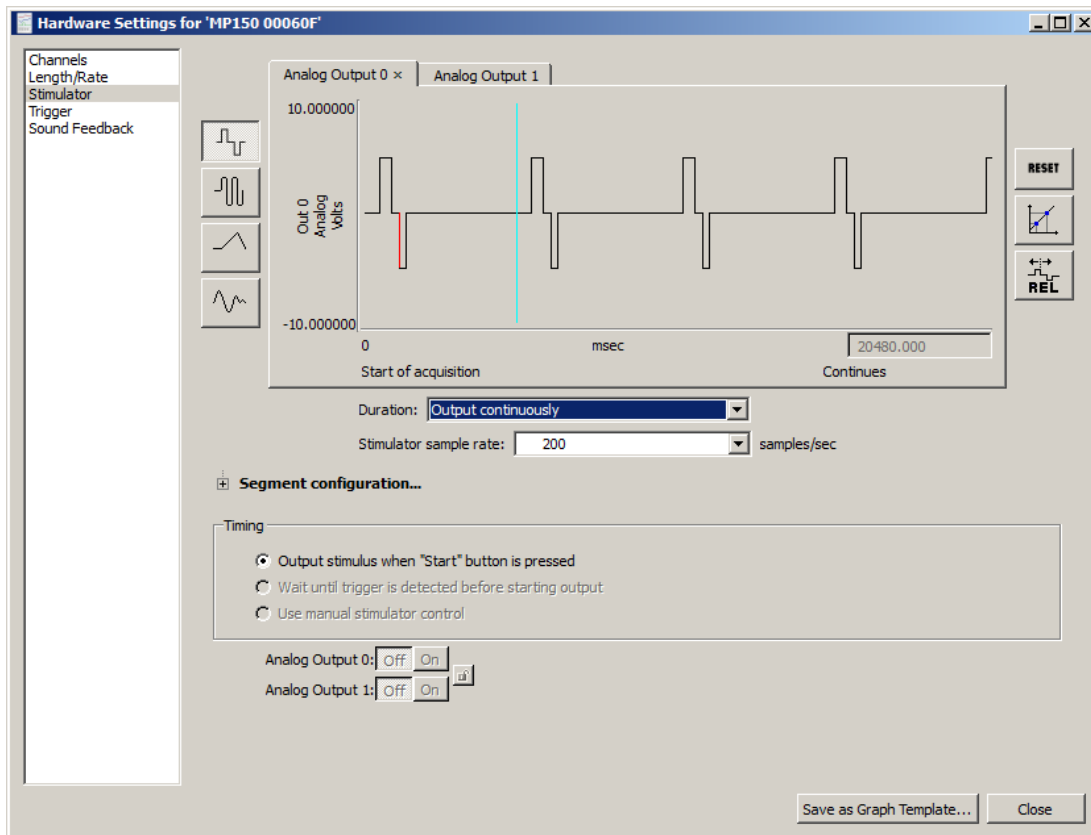 Hardware Settings for 'MP150 00060F'
Channels
Length/Rate
Stimulator
Trigger
Sound Feedback
Analog Output 0 ×
Analog Output 1
10.000000
Out 0
Analog
Volts
-10.000000
0
msec
20480.000
Start of acquisition
Continues
RESET
REL
Duration: Output continuously
Stimulator sample rate: 200 samples/sec
Segment configuration...
Timing
Output stimulus when "Start" button is pressed
Wait until trigger is detected before starting output
Use manual stimulator control
Analog Output 0: Off On
Analog Output 1: Off On
Save as Graph Template...
Close